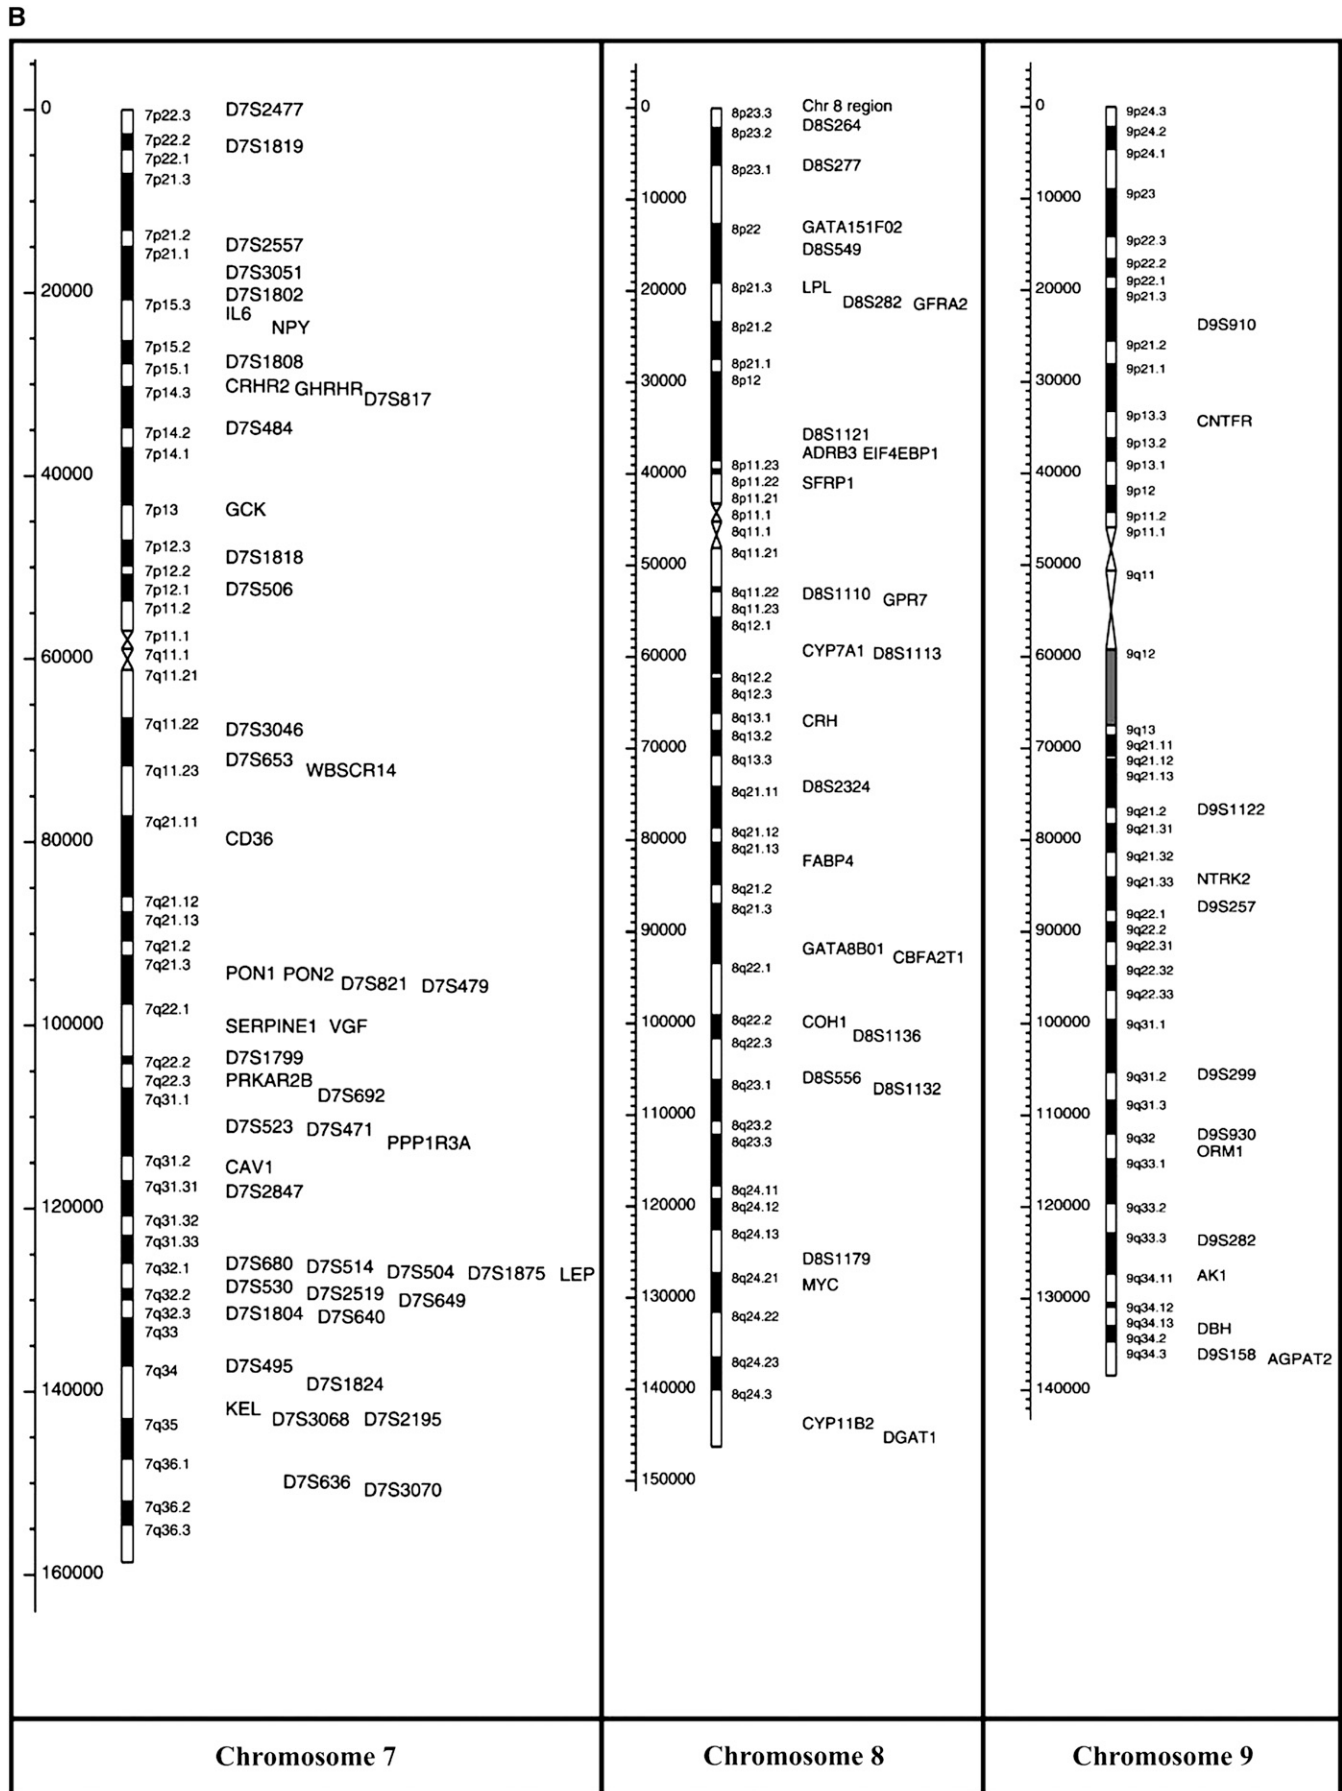 B
0
20000
40000
60000
80000
100000
120000
140000
160000
7p22.3
7p22.2
7p22.1
7p21.3
7p21.2
7p21.1
7p15.3
7p15.2
7p15.1
7p14.3
7p14.2
7p14.1
7p13
7p12.3
7p12.2
7p12.1
7p11.2
7p11.1
7q11.1
7q11.21
7q11.22
7q11.23
7q21.11
7q21.12
7q21.13
7q21.2
7q21.3
7q22.1
7q22.2
7q22.3
7q31.1
7q31.2
7q31.31
7q31.32
7q31.33
7q32.1
7q32.2
7q32.3
7q33
7q34
7q35
7q36.1
7q36.2
7q36.3
D7S2477
D7S1819
D7S2557
D7S3051
D7S1802
IL6
NPY
D7S1808
CRHR2 GHRHR D7S817
D7S484
GCK
D7S1818
D7S506
D7S3046
D7S653 WBSCR14
CD36
PON1 PON2 D7S821 D7S479
SERPINE1 VGF
D7S1799
PRKAR2B D7S692
D7S523 D7S471 PPP1R3A
CAV1
D7S2847
D7S680 D7S514 D7S504 D7S1875 LEP
D7S530 D7S2519 D7S649
D7S1804 D7S640
D7S495
D7S1824
KEL D7S3068 D7S2195
D7S636 D7S3070
Chromosome 7
0
10000
20000
30000
40000
50000
60000
70000
80000
90000
100000
110000
120000
130000
140000
150000
8p23.3
8p23.2
8p23.1
8p22
8p21.3
8p21.2
8p21.1
8p12
8p11.23
8p11.22
8p11.21
8p11.1
8q11.1
8q11.21
8q11.22
8q11.23
8q12.1
8q12.2
8q12.3
8q13.1
8q13.2
8q13.3
8q21.11
8q21.12
8q21.13
8q21.2
8q21.3
8q22.1
8q22.2
8q22.3
8q23.1
8q23.2
8q23.3
8q24.11
8q24.12
8q24.13
8q24.21
8q24.22
8q24.23
8q24.3
Chr 8 region
D8S264
D8S277
GATA151F02
D8S549
LPL
D8S282 GFRA2
D8S1121
ADRB3 EIF4EBP1
SFRP1
D8S1110 GPR7
CYP7A1 D8S1113
CRH
D8S2324
FABP4
GATA8B01 CBFA2T1
COH1
D8S1136
D8S556
D8S1132
D8S1179
MYC
CYP11B2
DGAT1
Chromosome 8
0
10000
20000
30000
40000
50000
60000
70000
80000
90000
100000
110000
120000
130000
140000
9p24.3
9p24.2
9p24.1
9p23
9p22.3
9p22.2
9p22.1
9p21.3
9p21.2
9p21.1
9p13.3
9p13.2
9p13.1
9p12
9p11.2
9p11.1
9q11
9q12
9q13
9q21.11
9q21.12
9q21.13
9q21.2
9q21.31
9q21.32
9q21.33
9q22.1
9q22.2
9q22.31
9q22.32
9q22.33
9q31.1
9q31.2
9q31.3
9q32
9q33.1
9q33.2
9q33.3
9q34.11
9q34.12
9q34.13
9q34.2
9q34.3
D9S910
CNTFR
D9S1122
NTRK2
D9S257
D9S299
D9S930
ORM1
D9S282
AK1
DBH
D9S158 AGPAT2
Chromosome 9